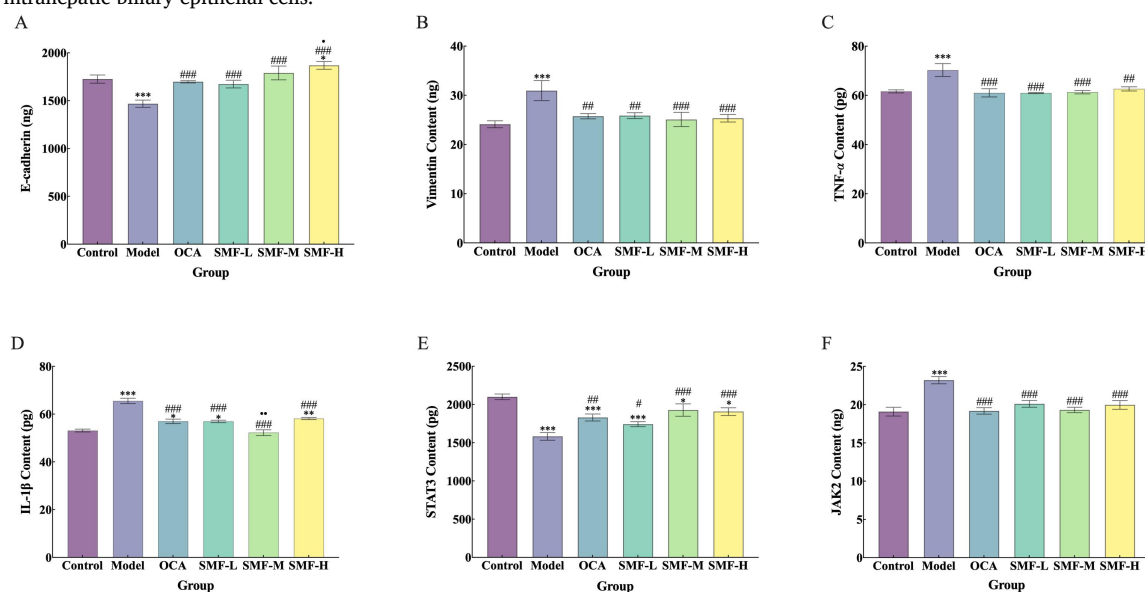 intrahepatic biliary epithelial cells.
A
E-cadherin (ng)
2000
1500
1000
500
0
***
###
###
###
•
###
*
Control Model OCA SMF-L SMF-M SMF-H
Group
B
Vimentin Content (ng)
40
30
20
10
0
***
##
##
###
###
Control Model OCA SMF-L SMF-M SMF-H
Group
C
TNF-α Content (pg)
80
60
40
20
0
***
###
###
###
##
Control Model OCA SMF-L SMF-M SMF-H
Group
D
IL-1β Content (pg)
80
60
40
20
0
***
###
*
###
*
••
###
###
**
Control Model OCA SMF-L SMF-M SMF-H
Group
E
STAT3 Content (pg)
2500
2000
1500
1000
500
0
***
##
***
#
***
###
*
###
*
Control Model OCA SMF-L SMF-M SMF-H
Group
F
JAK2 Content (ng)
25
20
15
10
5
0
***
###
###
###
###
Control Model OCA SMF-L SMF-M SMF-H
Group